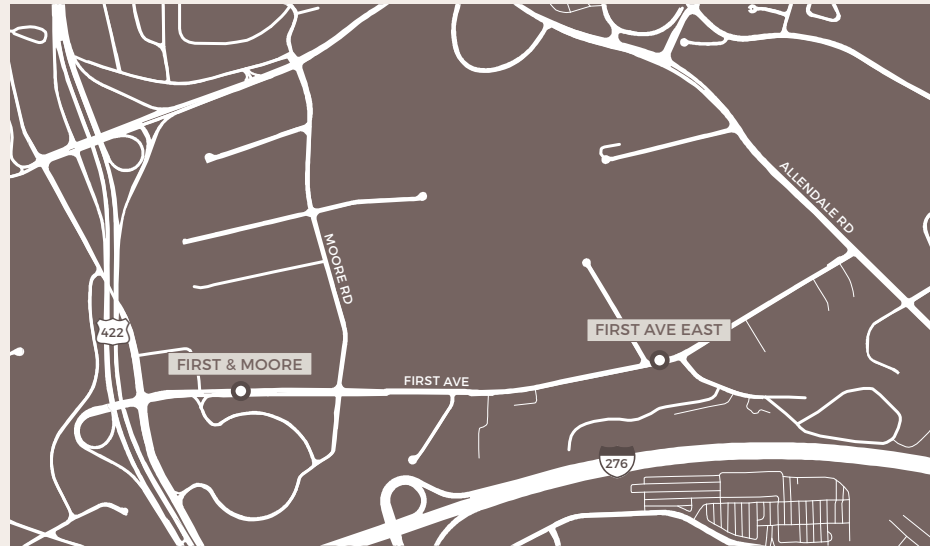 ALLENDALE RD
MOORE RD
422
FIRST AVE EAST
FIRST & MOORE
FIRST AVE
276